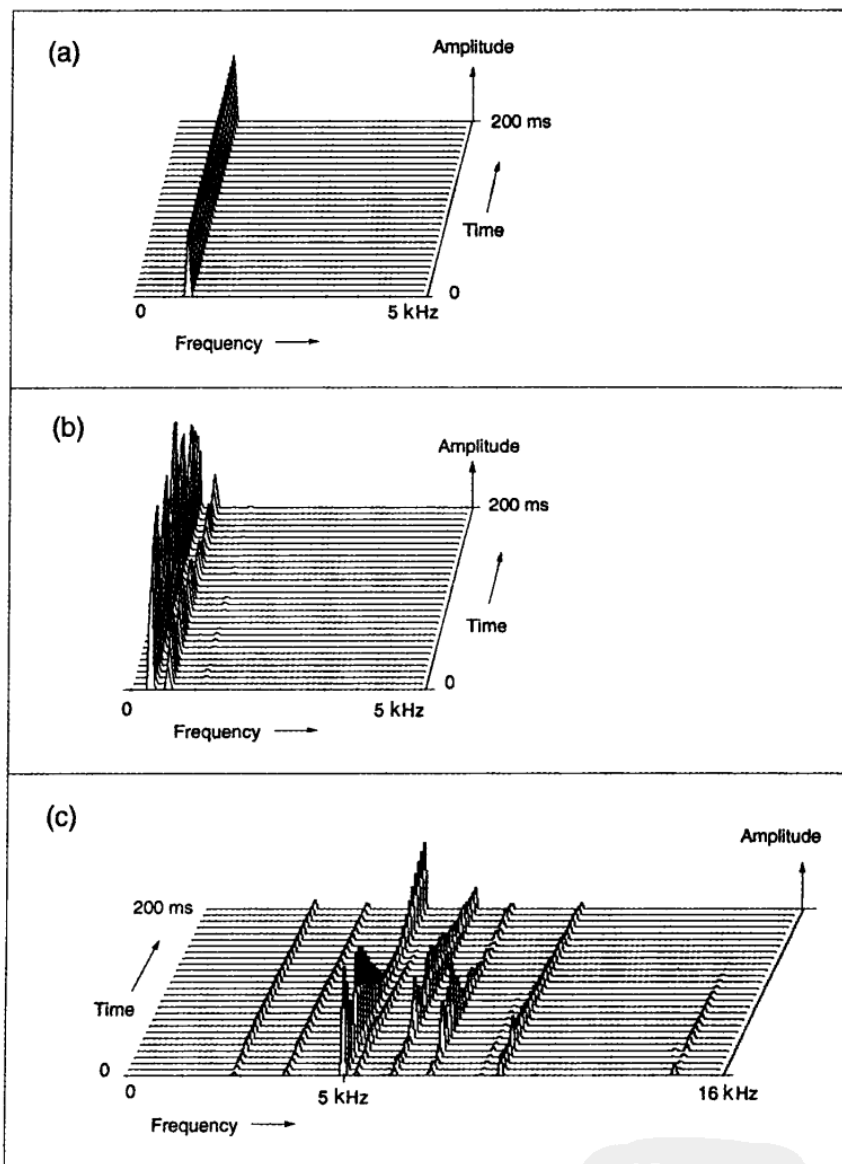 (a)
Amplitude
200 ms
Time
0
0
5 kHz
Frequency
(b)
Amplitude
200 ms
Time
0
0
5 kHz
Frequency
(c)
Amplitude
200 ms
Time
0
0
5 kHz
16 kHz
Frequency